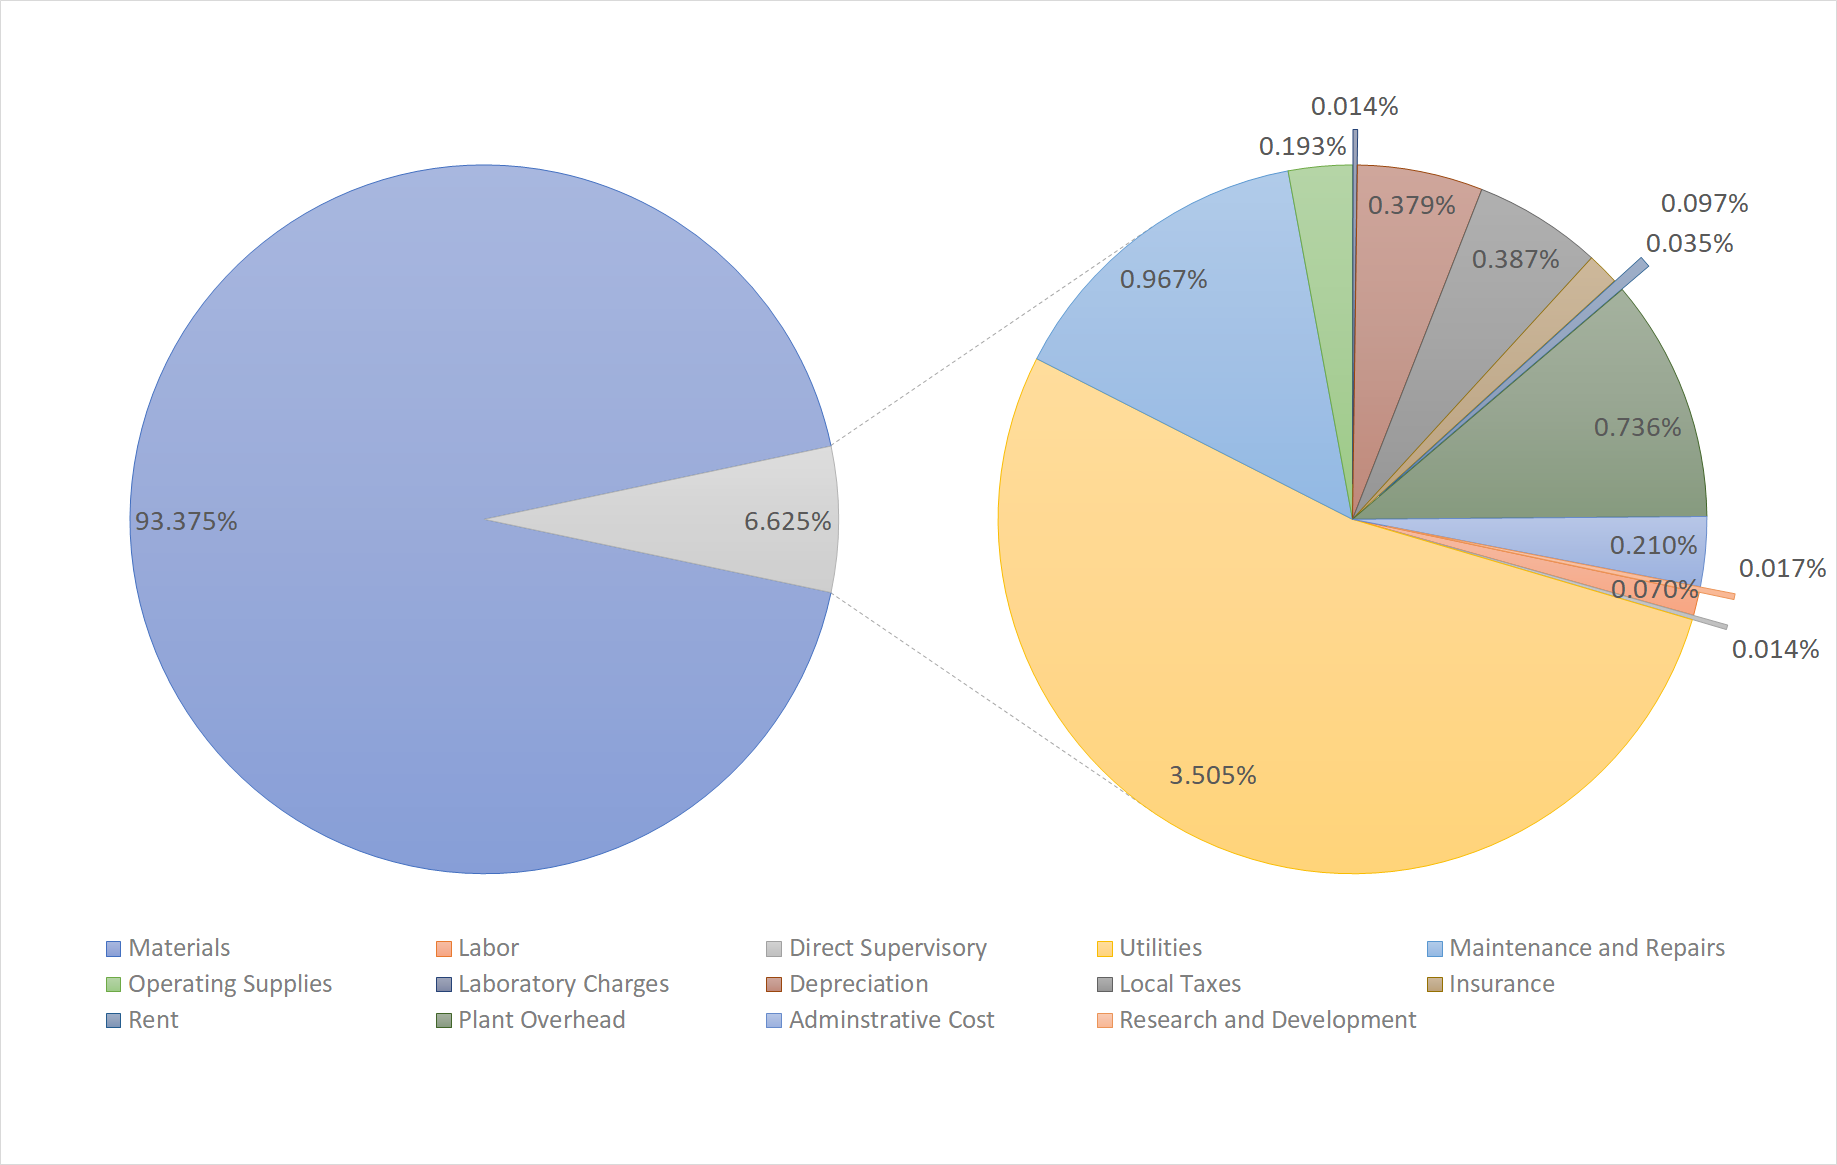 0.014%
0.193%
0.379%
0.097%
0.035%
0.387%
0.967%
0.736%
93.375%
6.625%
0.210%
0.017%
0.070%
0.014%
3.505%
Materials
Labor
Direct Supervisory
Utilities
Maintenance and Repairs
Operating Supplies
Laboratory Charges
Depreciation
Local Taxes
Insurance
Rent
Plant Overhead
Adminstrative Cost
Research and Development